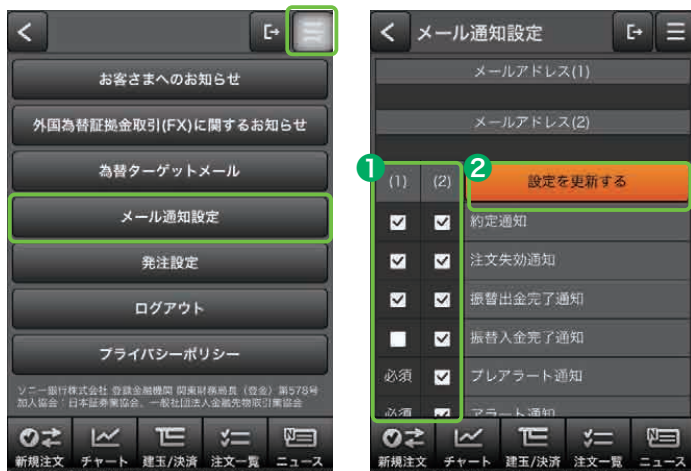 お客さまへのお知らせ
外国為替証拠金取引(FX)に関するお知らせ
為替ターゲットメール
メール通知設定
発注設定
ログアウト
プライバシーポリシー
ソニー銀行株式会社 登録金融機関 関東財務局長（登金）第578号
加入協会：日本証券業協会、一般社団法人金融先物取引業協会
新規注文 チャート 建玉/決済 注文一覧 ニュース
メール通知設定
メールアドレス(1)
メールアドレス(2)
1 2
(1) (2) 設定を更新する
約定通知
注文失効通知
振替出金完了通知
振替入金完了通知
必須 プレアラート通知
必須 アラート通知
新規注文 チャート 建玉/決済 注文一覧 ニュース